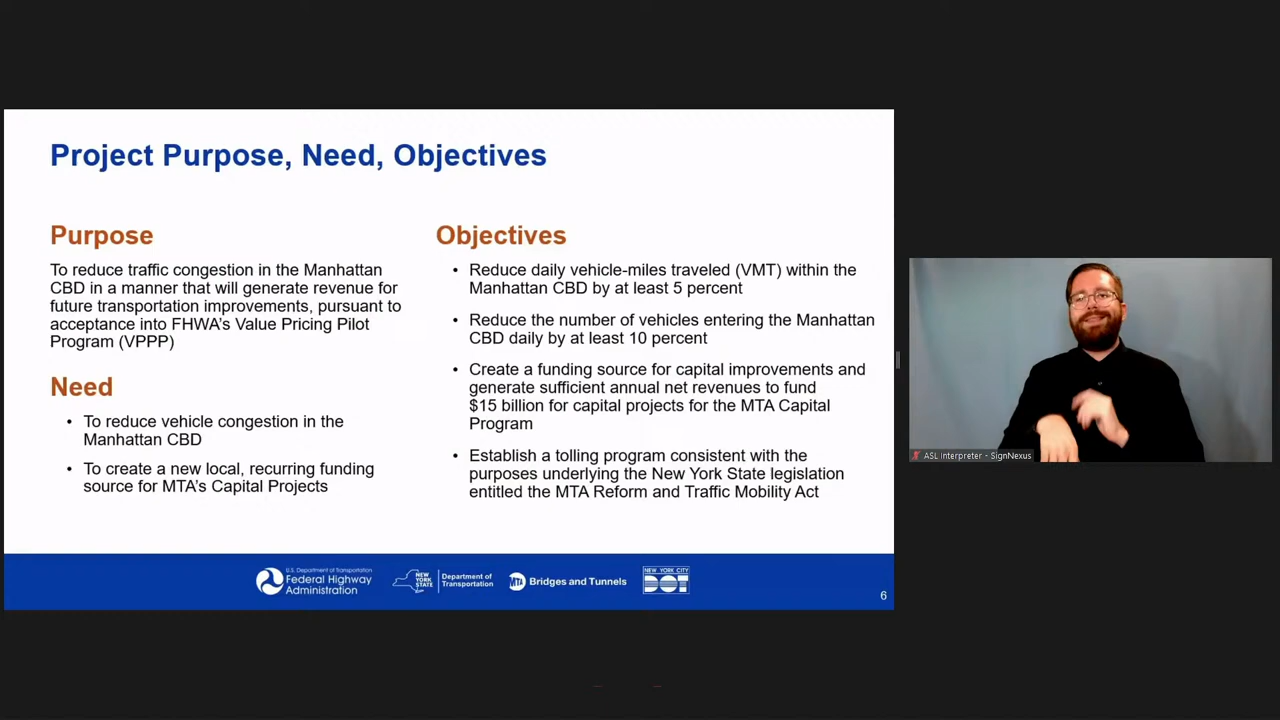 Project Purpose, Need, Objectives
Purpose
To reduce traffic congestion in the Manhattan
CBD in a manner that will generate revenue for
future transportation improvements, pursuant to
acceptance into FHWA's Value Pricing Pilot
Program (VPPP)
Need
• To reduce vehicle congestion in the
Manhattan CBD
• To create a new local, recurring funding
source for MTA's Capital Projects
Objectives
• Reduce daily vehicle-miles traveled (VMT) within the
Manhattan CBD by at least 5 percent
• Reduce the number of vehicles entering the Manhattan
CBD daily by at least 10 percent
• Create a funding source for capital improvements and
generate sufficient annual net revenues to fund
$15 billion for capital projects for the MTA Capital
Program
• Establish a tolling program consistent with the
purposes underlying the New York State legislation
entitled the MTA Reform and Traffic Mobility Act
U.S. Department of Transportation
Federal Highway
Administration
NEW
YORK
STATE
Department of
Transportation
MTA
Bridges and Tunnels
NEW YORK CITY
DOT
6
ASL Interpreter - SignNexus